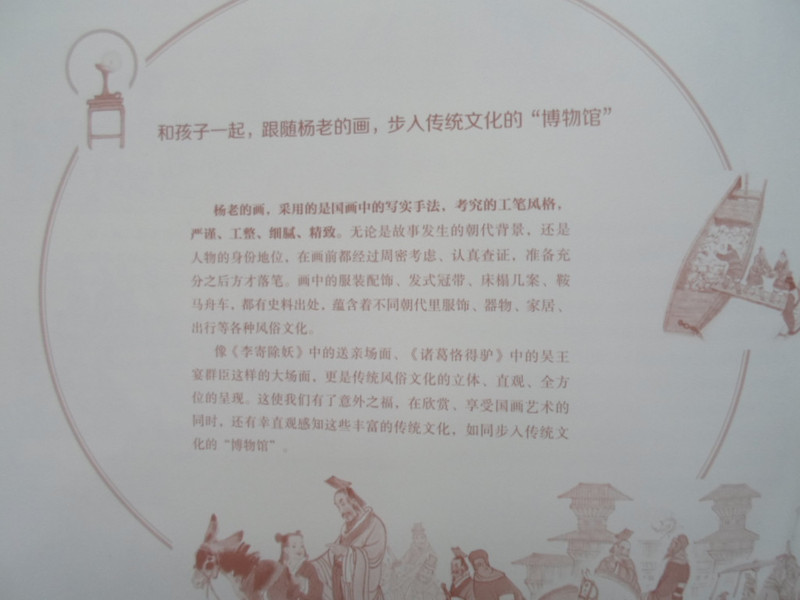 和孩子一起，跟随杨老的画，步入传统文化的“博物馆”
杨老的画，采用的是国画中的写实手法，考究的工笔风格，
严谨、工整、细腻、精致。无论是故事发生的朝代背景，还是
人物的身份地位，在画前都经过周密考虑、认真查证，准备充
分之后方才落笔。画中的服装配饰、发式冠带、床榻几案、鞍
马舟车，都有史料出处，蕴含着不同朝代里服饰、器物、家居、
出行等各种风俗文化。
像《李寄除妖》中的送亲场面、《诸葛恪得驴》中的吴王
宴群臣这样的大场面，更是传统风俗文化的立体、直观、全方
位的呈现。这使我们有了意外之福，在欣赏、享受国画艺术的
同时，还有幸直观感知这些丰富的传统文化，如同步入传统文
化的“博物馆”。